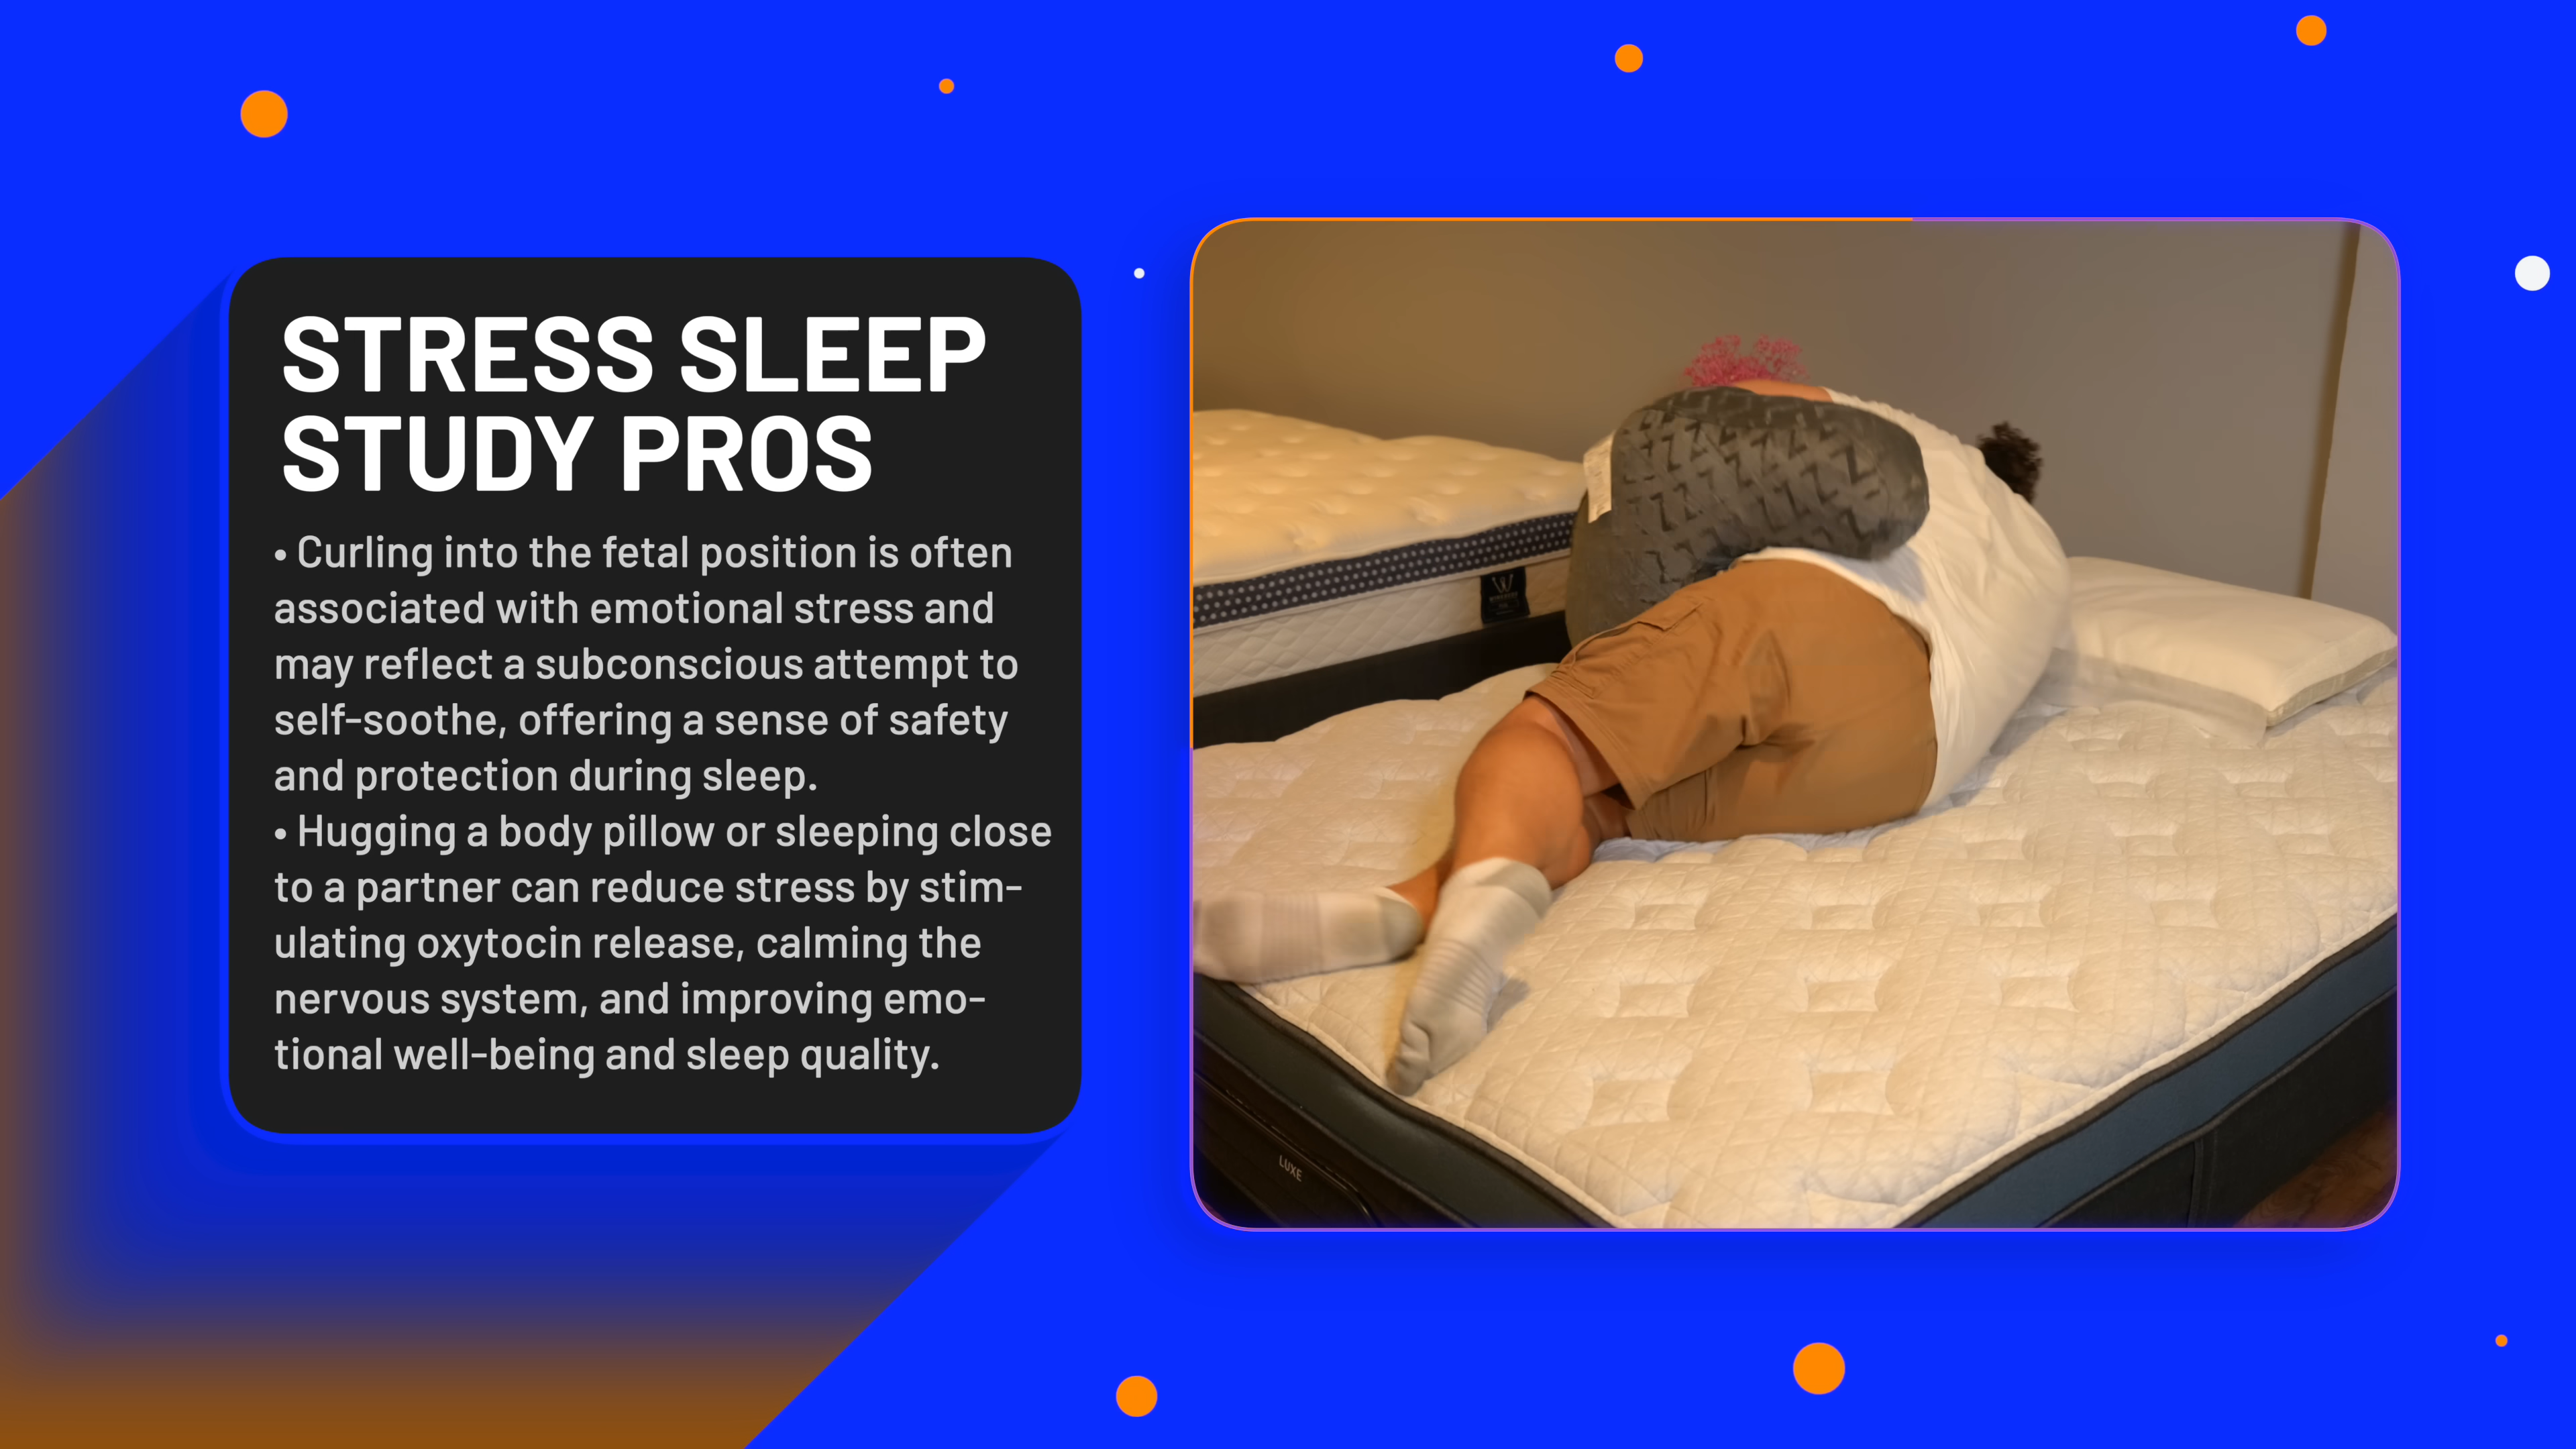 STRESS SLEEP
STUDY PROS
• Curling into the fetal position is often
associated with emotional stress and
may reflect a subconscious attempt to
self-soothe, offering a sense of safety
and protection during sleep.
• Hugging a body pillow or sleeping close
to a partner can reduce stress by stim-
ulating oxytocin release, calming the
nervous system, and improving emo-
tional well-being and sleep quality.
W
LUXE